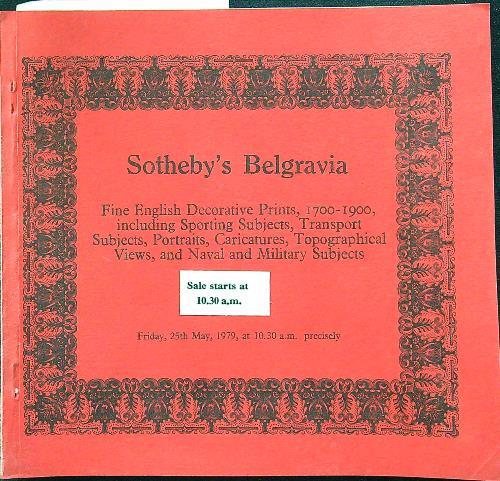 Sotheby's Belgravia
Fine English Decorative Prints, 1700-1900,
including Sporting Subjects, Transport
Subjects, Portraits, Caricatures, Topographical
Views, and Naval and Military Subjects
Sale starts at
10.30 a.m.
Friday, 25th May, 1979, at 10.30 a.m. precisely